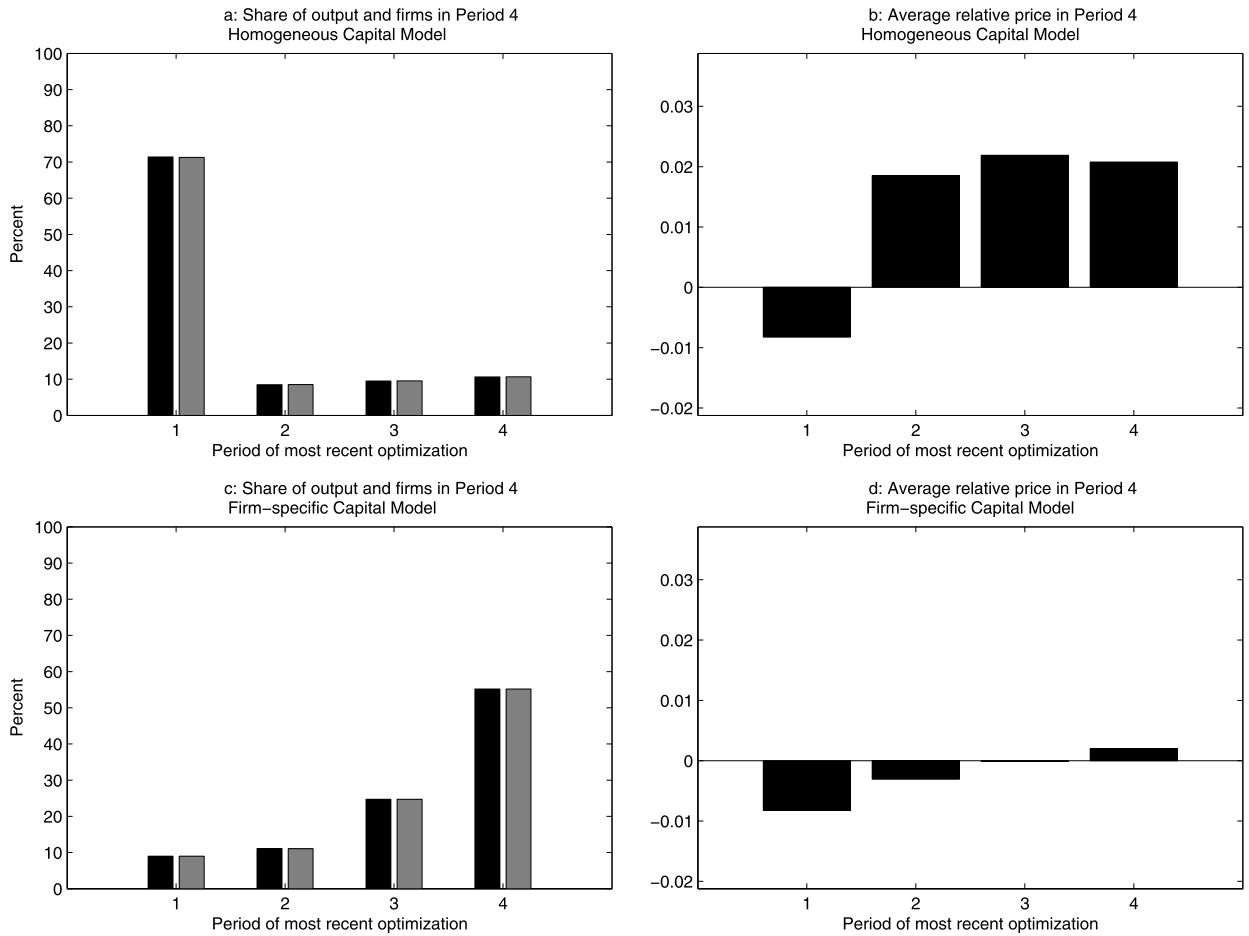 a: Share of output and firms in Period 4
Homogeneous Capital Model
100
90
80
70
60
50
40
30
20
10
0
Percent
1 2 3 4
Period of most recent optimization
b: Average relative price in Period 4
Homogeneous Capital Model
0.03
0.02
0.01
0
−0.01
−0.02
1 2 3 4
Period of most recent optimization
c: Share of output and firms in Period 4
Firm−specific Capital Model
100
90
80
70
60
50
40
30
20
10
0
Percent
1 2 3 4
Period of most recent optimization
d: Average relative price in Period 4
Firm−specific Capital Model
0.03
0.02
0.01
0
−0.01
−0.02
1 2 3 4
Period of most recent optimization